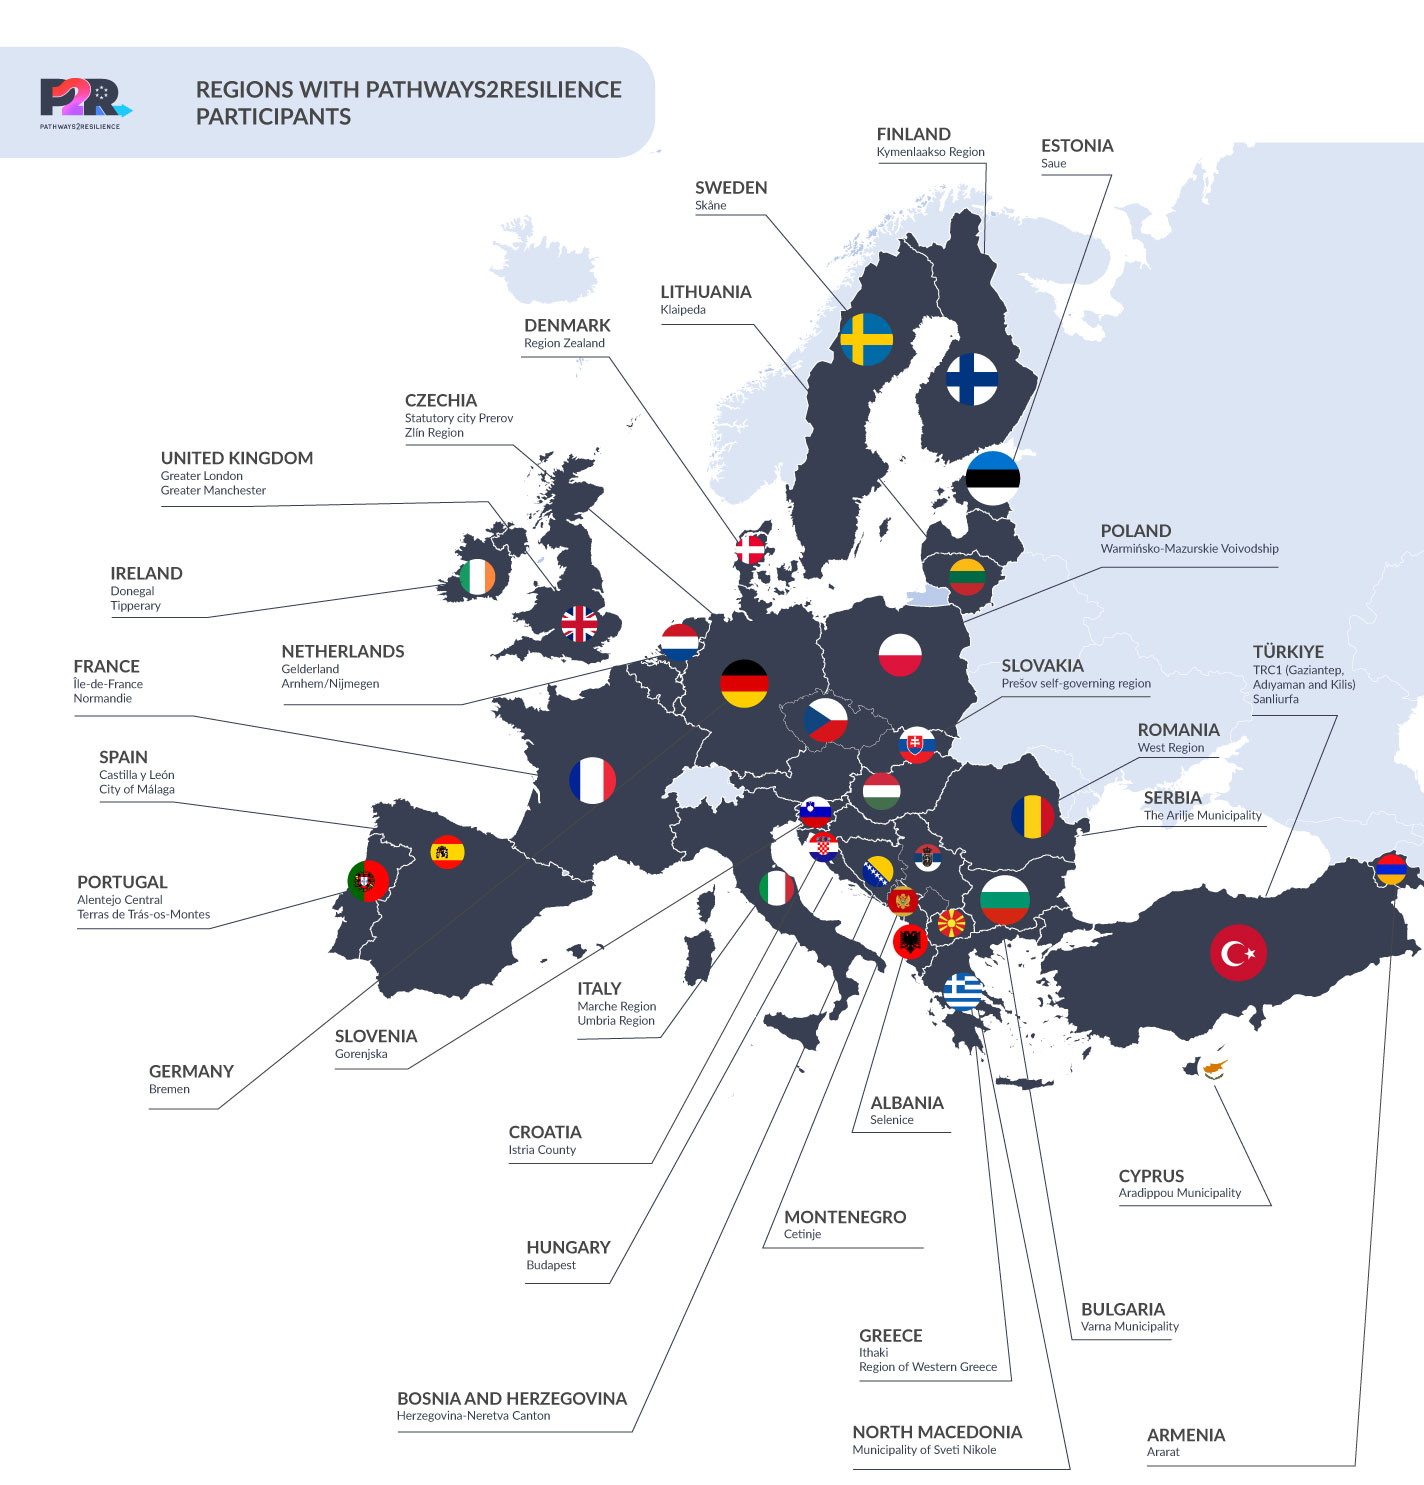 P2R
PATHWAYS2RESILIENCE
REGIONS WITH PATHWAYS2RESILIENCE
PARTICIPANTS
FINLAND
Kymenlaakso Region
ESTONIA
Saue
SWEDEN
Skåne
LITHUANIA
Klaipeda
DENMARK
Region Zealand
CZECHIA
Statutory city Prerov
Zlín Region
UNITED KINGDOM
Greater London
Greater Manchester
POLAND
Warmińsko-Mazurskie Voivodship
IRELAND
Donegal
Tipperary
NETHERLANDS
Gelderland
Arnhem/Nijmegen
FRANCE
Île-de-France
Normandie
SLOVAKIA
Prešov self-governing region
TÜRKIYE
TRC1 (Gaziantep,
Adıyaman and Kilis)
Sanliurfa
ROMANIA
West Region
SPAIN
Castilla y León
City of Málaga
SERBIA
The Arilje Municipality
PORTUGAL
Alentejo Central
Terras de Trás-os-Montes
ITALY
Marche Region
Umbria Region
SLOVENIA
Gorenjska
GERMANY
Bremen
ALBANIA
Selenice
CROATIA
Istria County
CYPRUS
Aradippou Municipality
MONTENEGRO
Cetinje
HUNGARY
Budapest
BULGARIA
Varna Municipality
GREECE
Ithaki
Region of Western Greece
BOSNIA AND HERZEGOVINA
Herzegovina-Neretva Canton
NORTH MACEDONIA
Municipality of Sveti Nikole
ARMENIA
Ararat